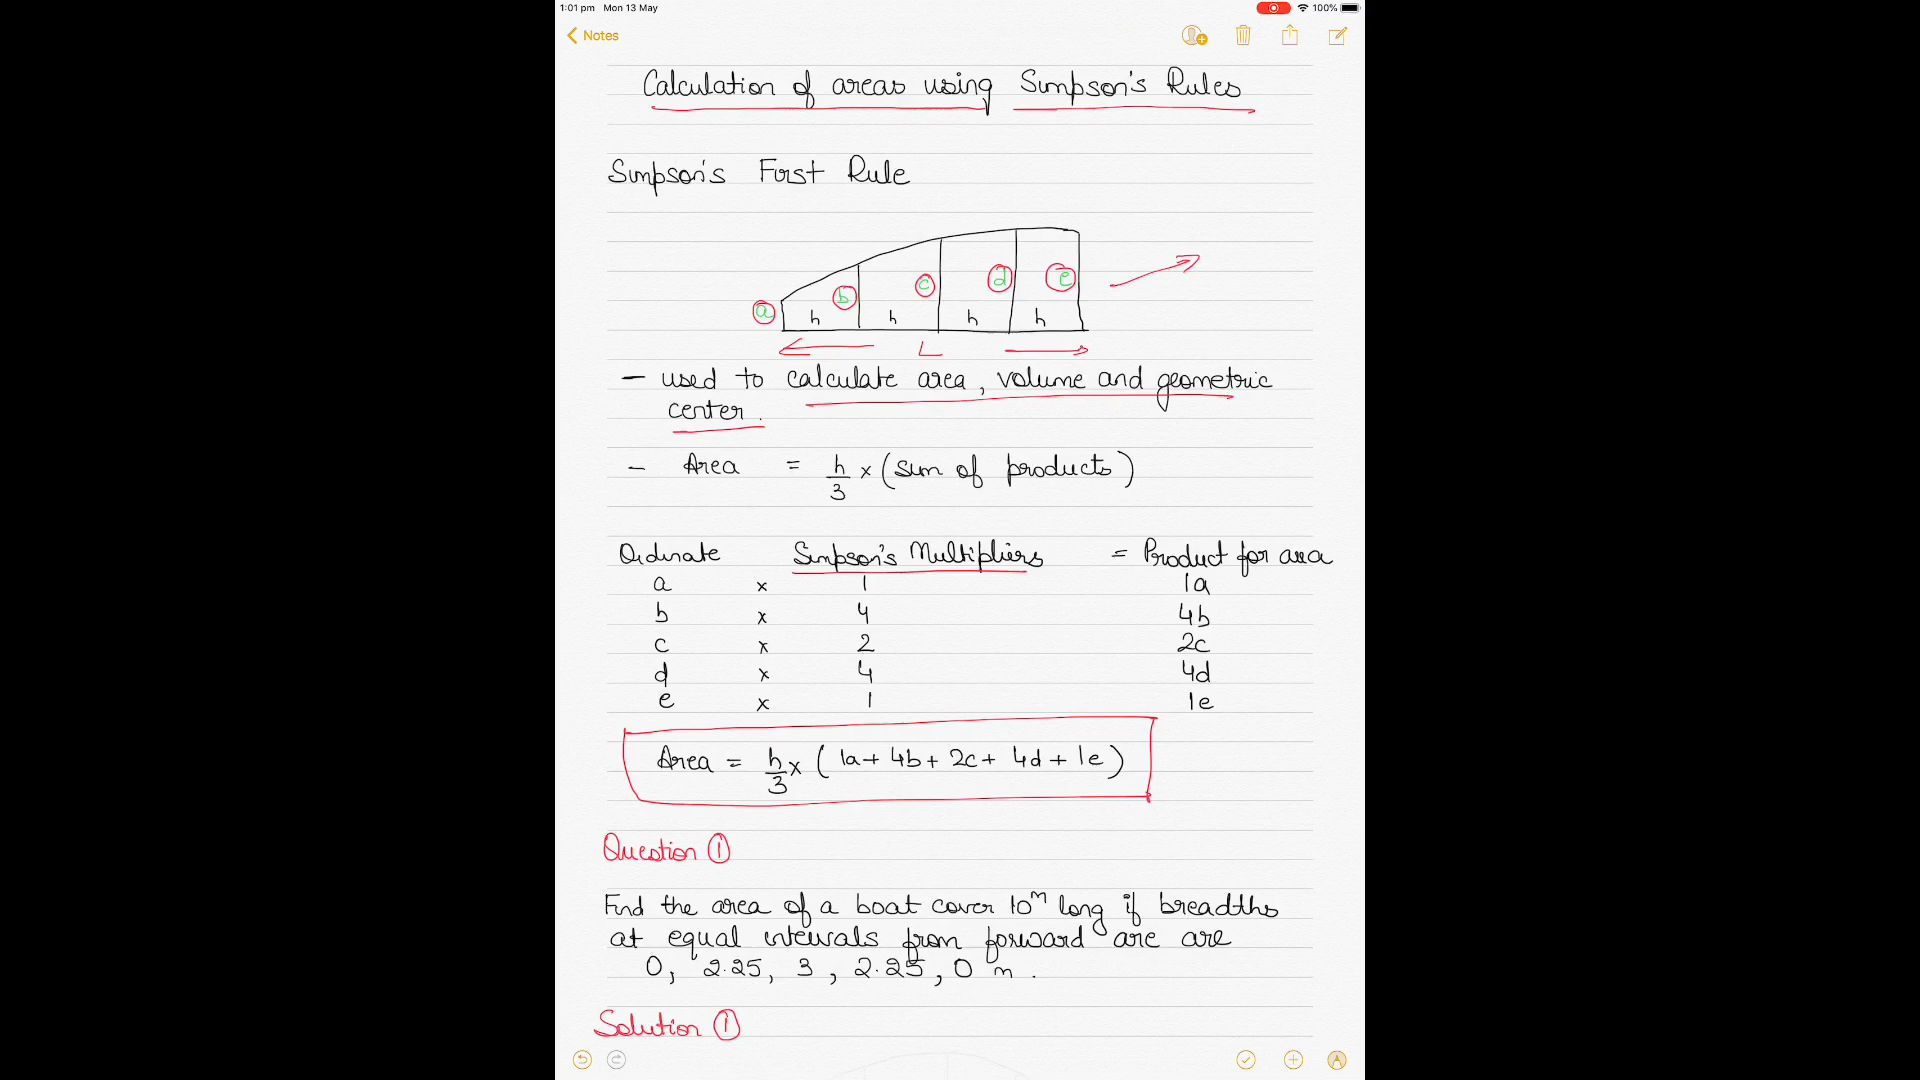 1:01 pm Mon 13 May
100%
Notes
Calculation of areas using Simpson's Rules
Simpson's First Rule
a b c d e
h h h h
L
– used to calculate area, volume and geometric
center.
– Area = h/3 × (sum of products)
Ordinate Simpson's Multipliers = Product for area
a × 1 1a
b × 4 4b
c × 2 2c
d × 4 4d
e × 1 1e
Area = h/3 × (1a + 4b + 2c + 4d + 1e)
Question ①
Find the area of a boat cover 10m long if breadths
at equal intervals from forward are are
0, 2.25, 3, 2.25, 0 m.
Solution ①